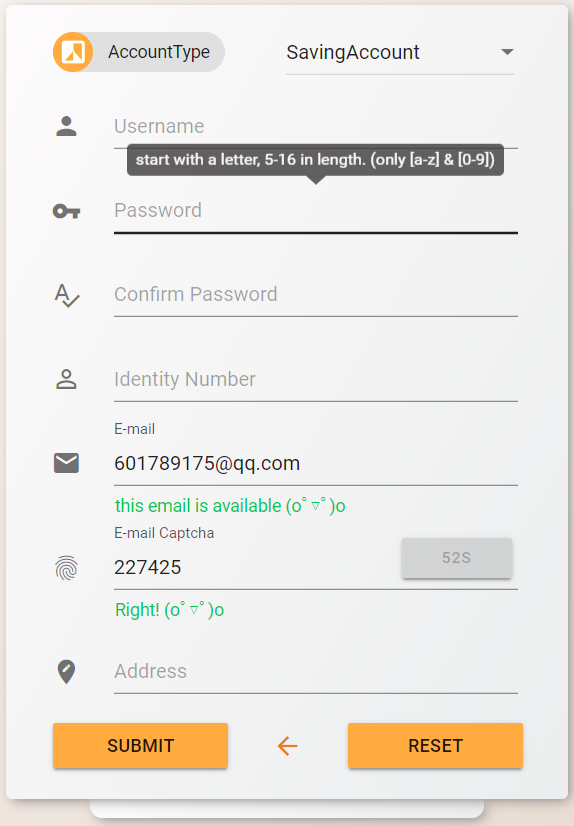 AccountType
SavingAccount
Username
start with a letter, 5-16 in length. (only [a-z] & [0-9])
Password
Confirm Password
Identity Number
E-mail
601789175@qq.com
this email is available (o゚▽゚)o
E-mail Captcha
227425
52S
Right! (o゚▽゚)o
Address
SUBMIT
RESET